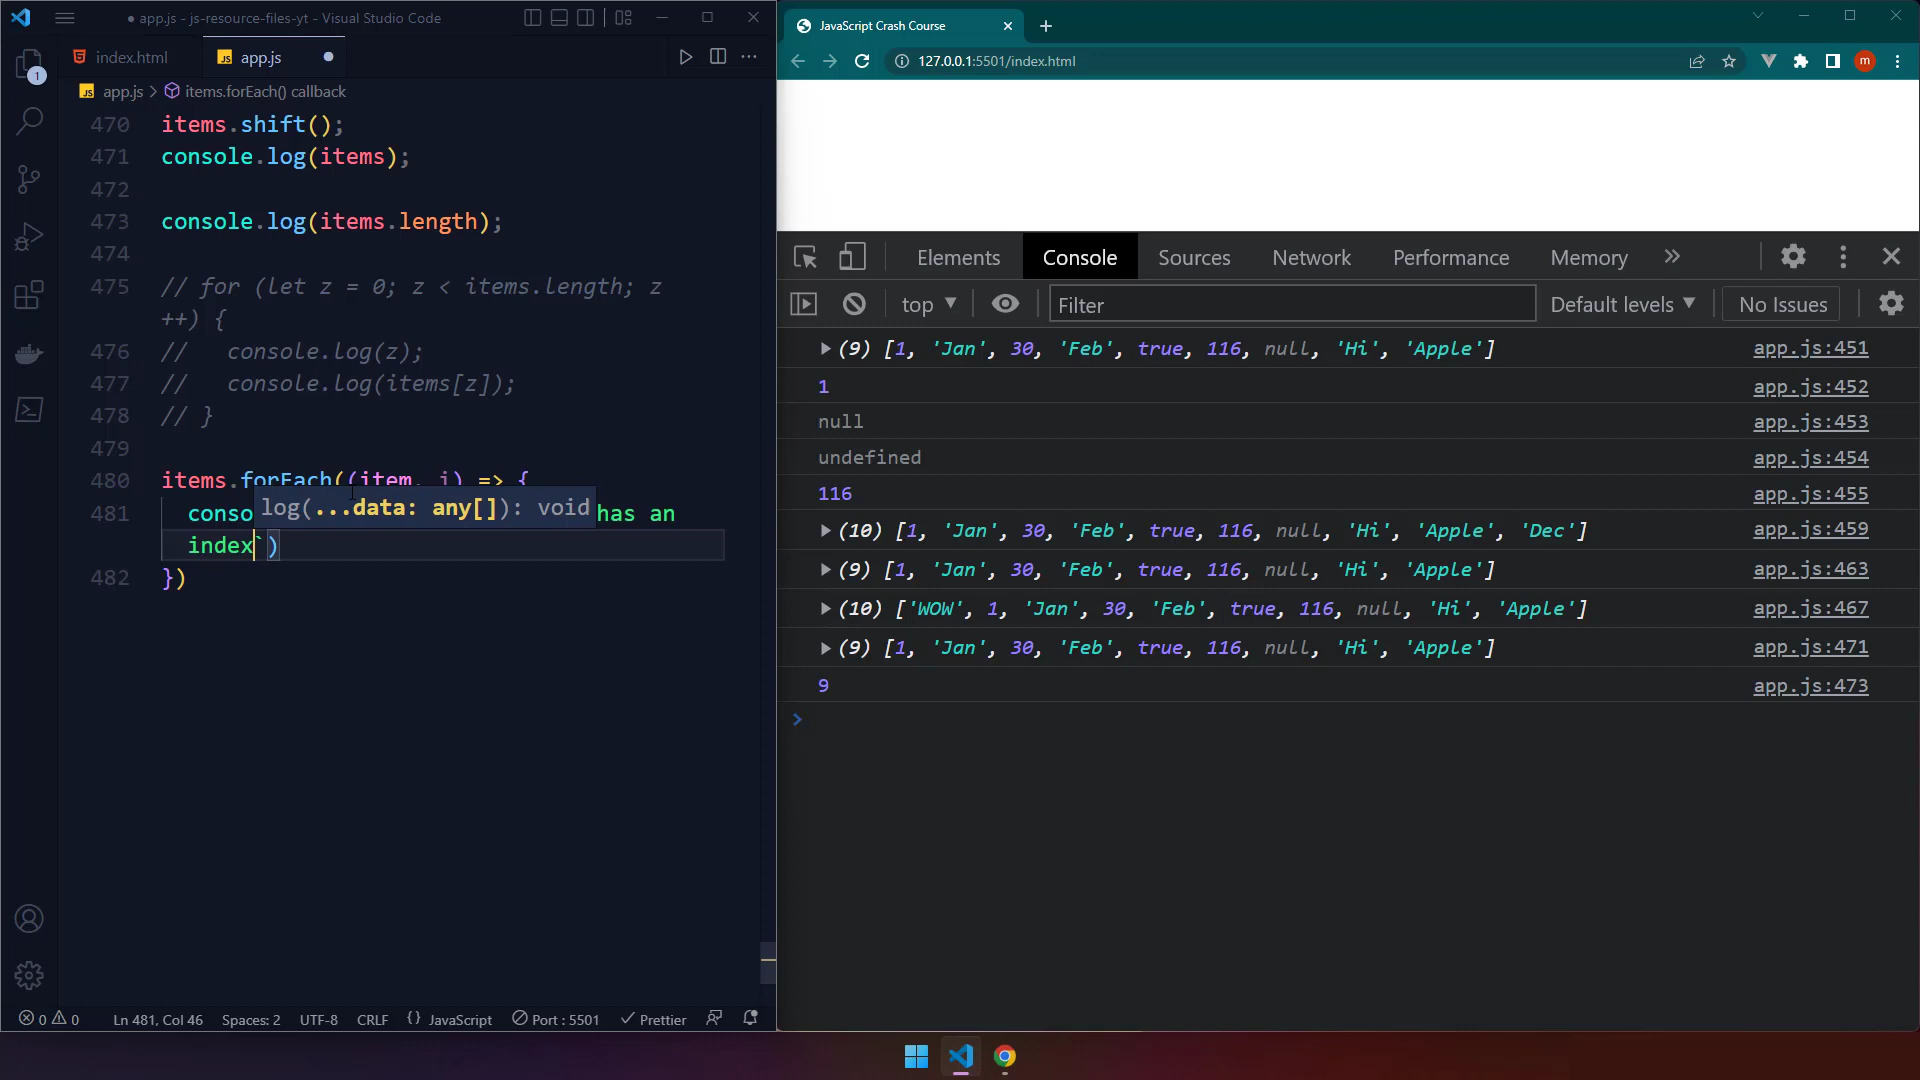 app.js - js-resource-files-yt - Visual Studio Code
1
index.html
JS app.js
JS app.js > items.forEach() callback
470 items.shift();
471 console.log(items);
472
473 console.log(items.length);
474
475 // for (let z = 0; z < items.length; z
++) {
476 //   console.log(z);
477 //   console.log(items[z]);
478 // }
479
480 items.forEach((item, i) => {
log(...data: any[]): void
481 conso has an
index`)
482 })
0 0 Ln 481, Col 46 Spaces: 2 UTF-8 CRLF {} JavaScript Port : 5501 Prettier
JavaScript Crash Course
127.0.0.1:5501/index.html
m
Elements Console Sources Network Performance Memory »
top Filter Default levels No Issues
(9) [1, 'Jan', 30, 'Feb', true, 116, null, 'Hi', 'Apple'] app.js:451
1 app.js:452
null app.js:453
undefined app.js:454
116 app.js:455
(10) [1, 'Jan', 30, 'Feb', true, 116, null, 'Hi', 'Apple', 'Dec'] app.js:459
(9) [1, 'Jan', 30, 'Feb', true, 116, null, 'Hi', 'Apple'] app.js:463
(10) ['WOW', 1, 'Jan', 30, 'Feb', true, 116, null, 'Hi', 'Apple'] app.js:467
(9) [1, 'Jan', 30, 'Feb', true, 116, null, 'Hi', 'Apple'] app.js:471
9 app.js:473
>